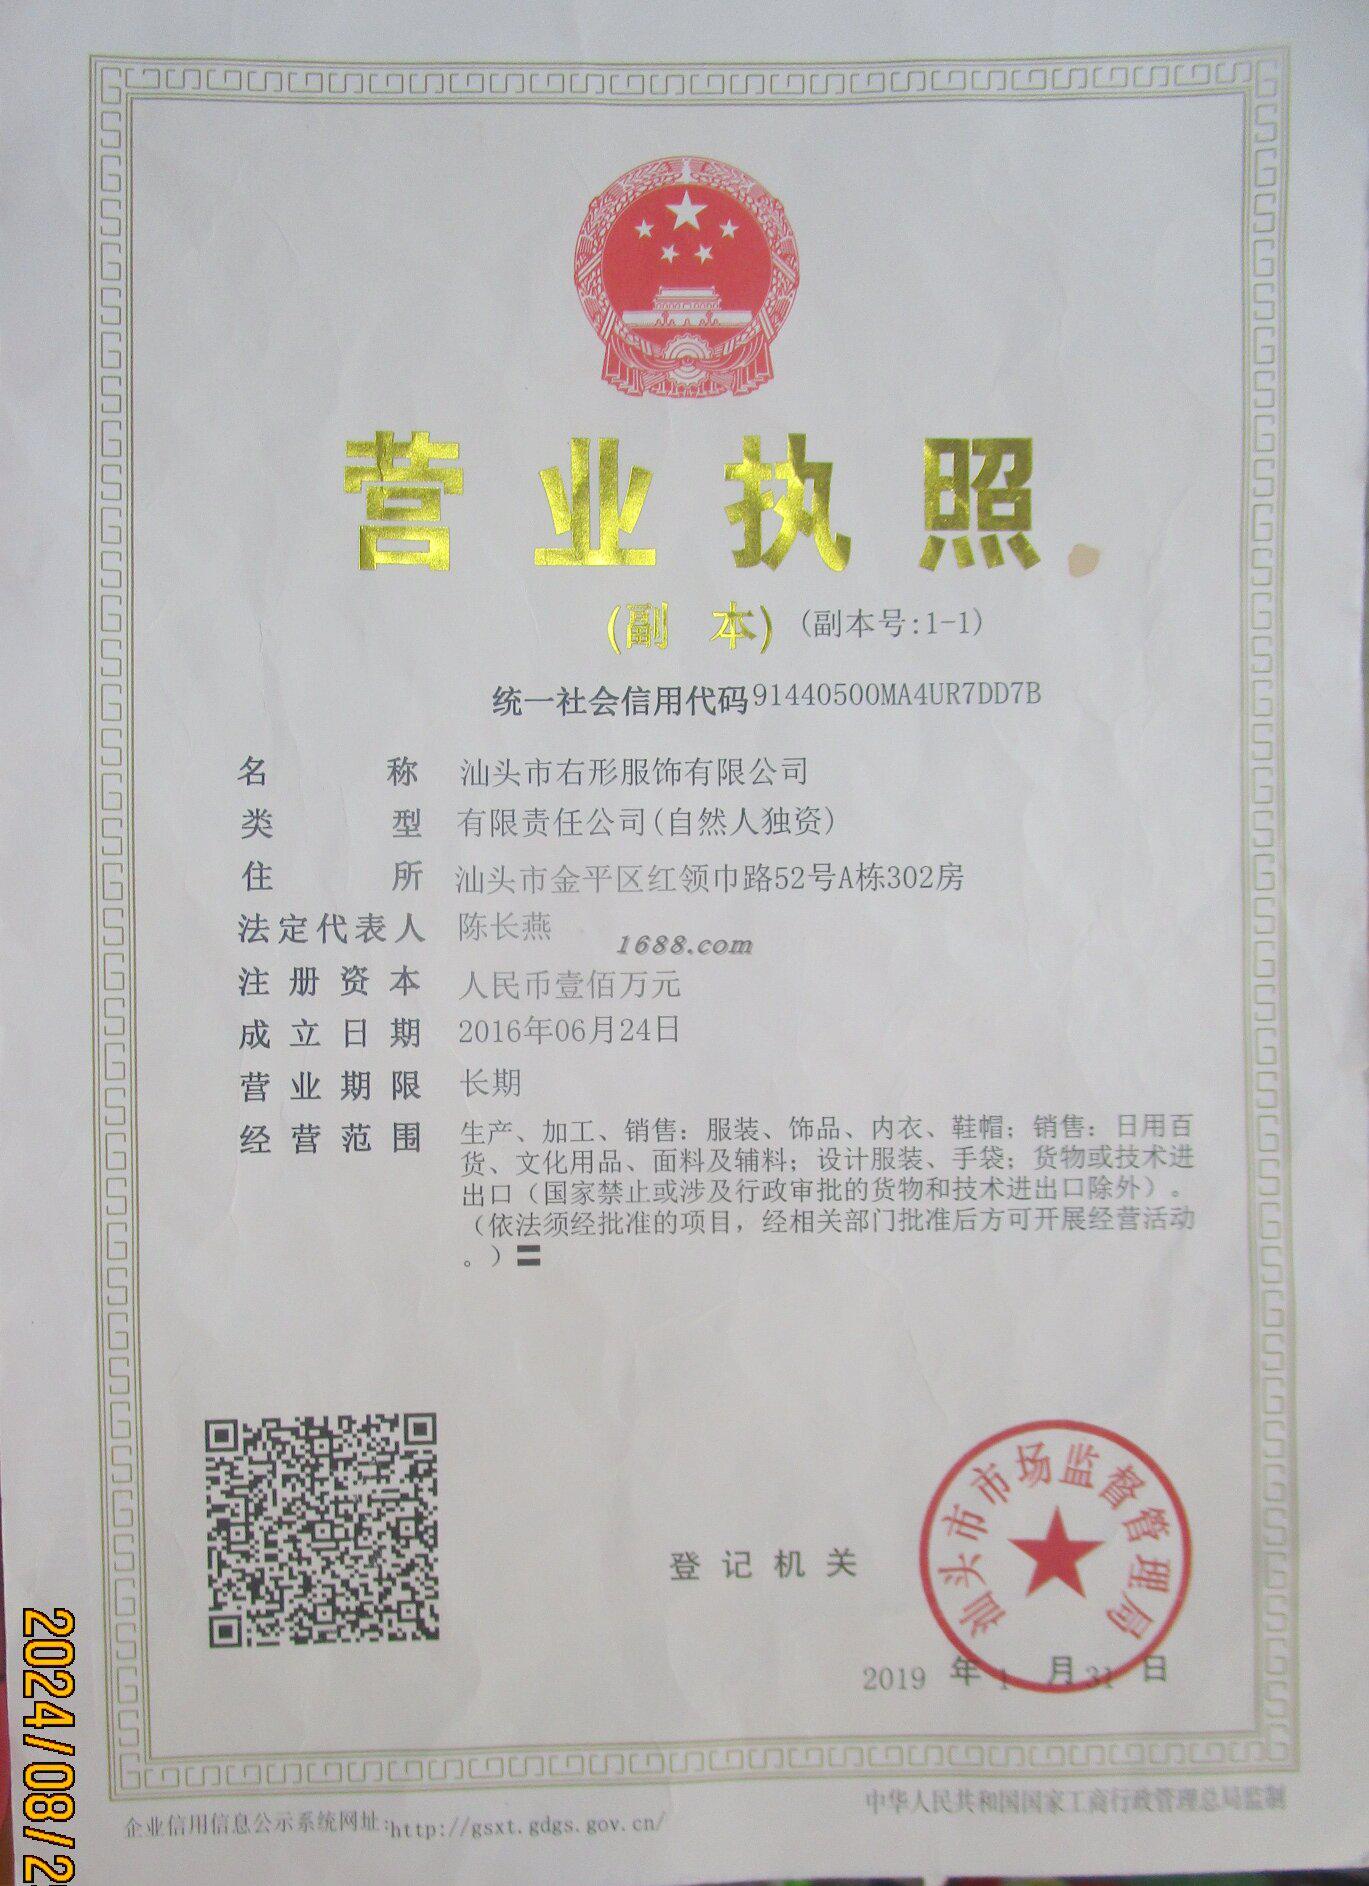 营业执照
(副 本) (副本号:1-1)
统一社会信用代码91440500MA4UR7DD7B
名 称 汕头市右形服饰有限公司
类 型 有限责任公司(自然人独资)
住 所 汕头市金平区红领巾路52号A栋302房
法定代表人 陈长燕
1688.com
注册资本 人民币壹佰万元
成立日期 2016年06月24日
营业期限 长期
经营范围 生产、加工、销售：服装、饰品、内衣、鞋帽；销售：日用百
货、文化用品、面料及辅料；设计服装、手袋；货物或技术进
出口（国家禁止或涉及行政审批的货物和技术进出口除外）。
（依法须经批准的项目，经相关部门批准后方可开展经营活动
。）〓
汕头市市场监督管理局
登记机关
2019 年 1 月 31 日
企业信用信息公示系统网址:http://gsxt.gdgs.gov.cn/
中华人民共和国国家工商行政管理总局监制
2024/08/2